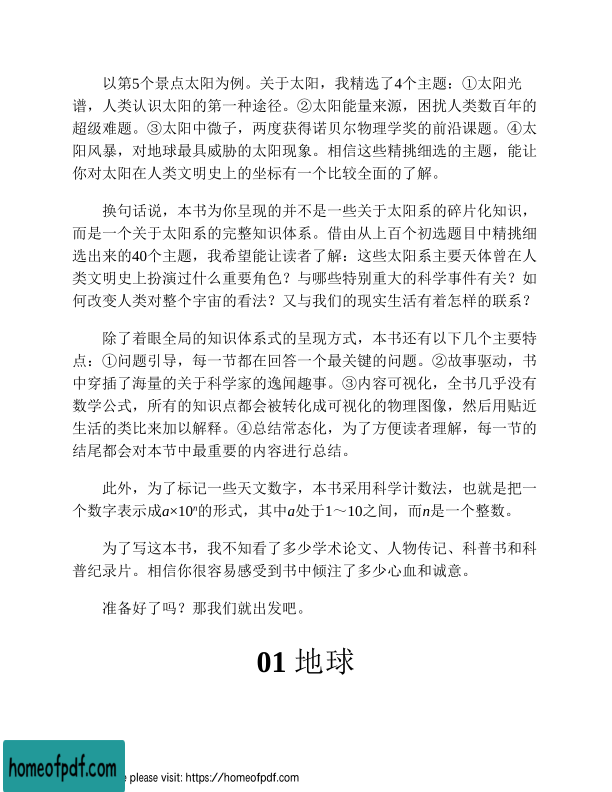 以第5个景点太阳为例。关于太阳，我精选了4个主题：①太阳光
谱，人类认识太阳的第一种途径。②太阳能量来源，困扰人类数百年的
超级难题。③太阳中微子，两度获得诺贝尔物理学奖的前沿课题。④太
阳风暴，对地球最具威胁的太阳现象。相信这些精挑细选的主题，能让
你对太阳在人类文明史上的坐标有一个比较全面的了解。
换句话说，本书为你呈现的并不是一些关于太阳系的碎片化知识，
而是一个关于太阳系的完整知识体系。借由从上百个初选题目中精挑细
选出来的40个主题，我希望能让读者了解：这些太阳系主要天体曾在人
类文明史上扮演过什么重要角色？与哪些特别重大的科学事件有关？如
何改变人类对整个宇宙的看法？又与我们的现实生活有着怎样的联系？
除了着眼全局的知识体系式的呈现方式，本书还有以下几个主要特
点：①问题引导，每一节都在回答一个最关键的问题。②故事驱动，书
中穿插了海量的关于科学家的逸闻趣事。③内容可视化，全书几乎没有
数学公式，所有的知识点都会被转化成可视化的物理图像，然后用贴近
生活的类比来加以解释。④总结常态化，为了方便读者理解，每一节的
结尾都会对本节中最重要的内容进行总结。
此外，为了标记一些天文数字，本书采用科学计数法，也就是把一
个数字表示成a×10ⁿ的形式，其中a处于1～10之间，而n是一个整数。
为了写这本书，我不知看了多少学术论文、人物传记、科普书和科
普纪录片。相信你很容易感受到书中倾注了多少心血和诚意。
准备好了吗？那我们就出发吧。
01 地球
homeofpdf.com
e please visit: https://homeofpdf.com